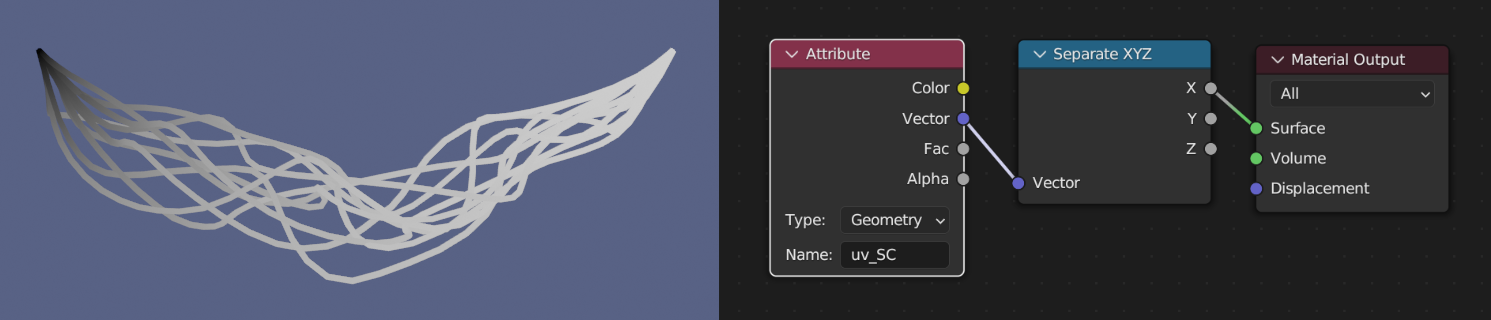 Attribute
Color
Vector
Fac
Alpha
Type: Geometry
Name: uv_SC
Separate XYZ
X
Y
Z
Vector
Material Output
All
Surface
Volume
Displacement